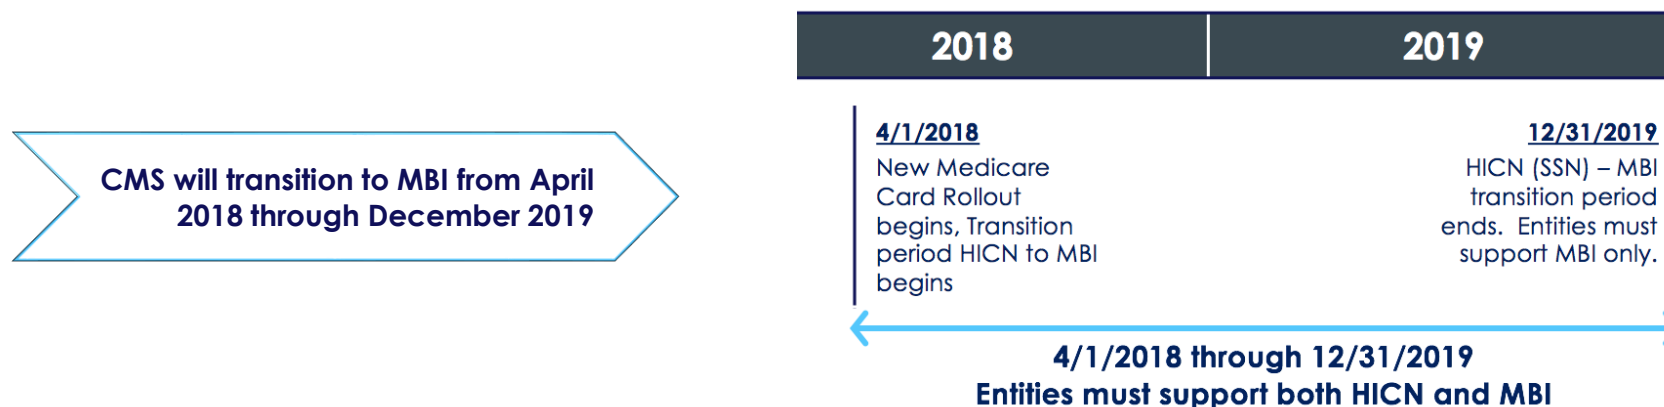 CMS will transition to MBI from April
2018 through December 2019
2018
2019
4/1/2018
New Medicare
Card Rollout
begins, Transition
period HICN to MBI
begins
12/31/2019
HICN (SSN) – MBI
transition period
ends.  Entities must
support MBI only.
4/1/2018 through 12/31/2019
Entities must support both HICN and MBI